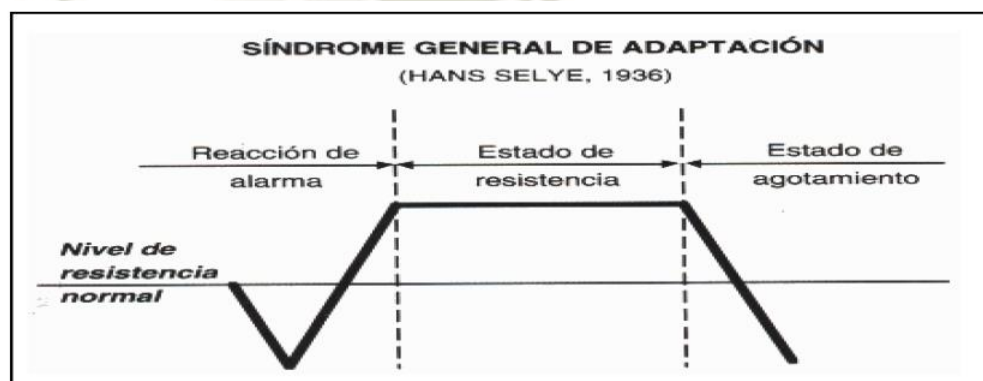 SÍNDROME GENERAL DE ADAPTACIÓN
(HANS SELYE, 1936)
Reacción de
alarma
Estado de
resistencia
Estado de
agotamiento
Nivel de
resistencia
normal